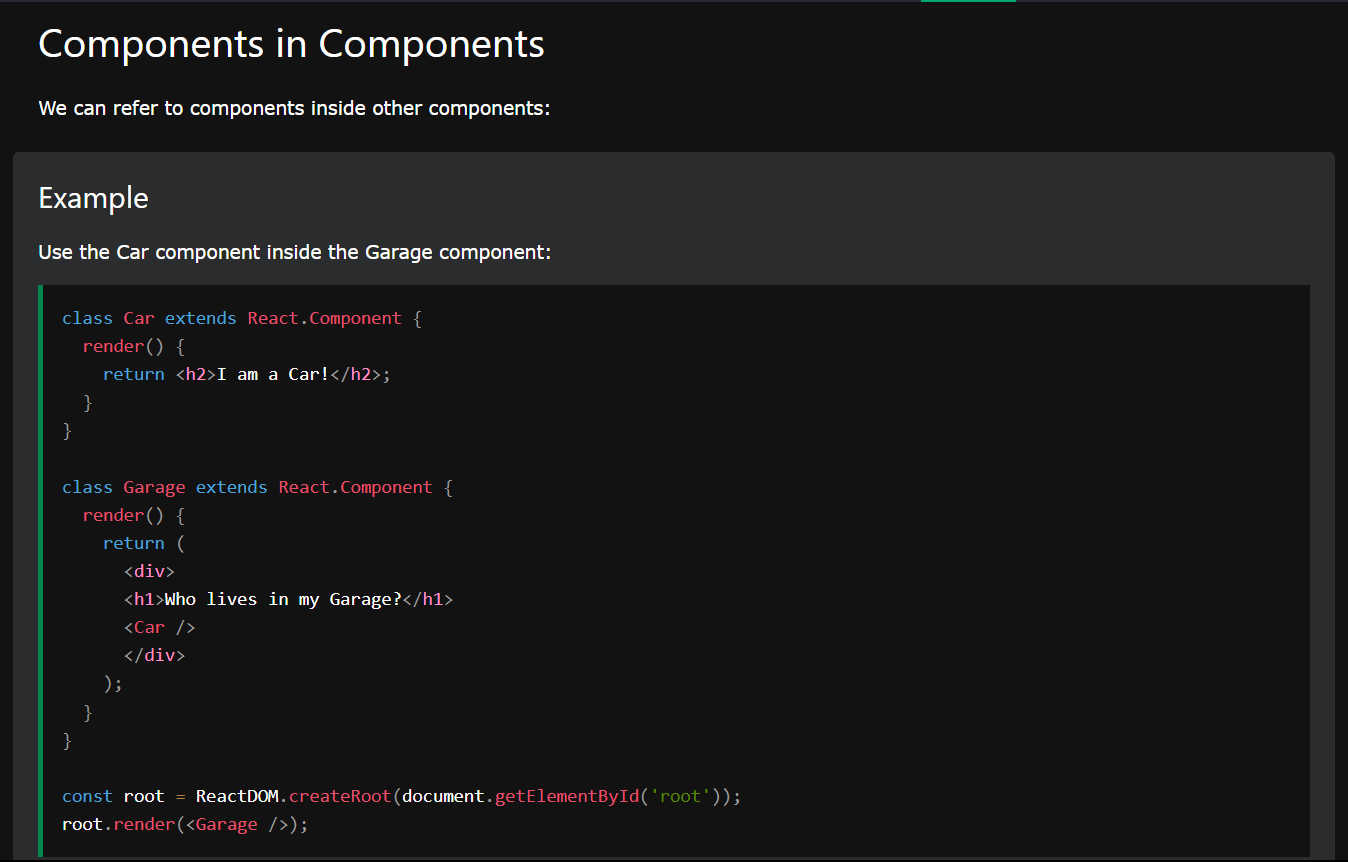 Components in Components
We can refer to components inside other components:
Example
Use the Car component inside the Garage component:
class Car extends React.Component {
  render() {
    return <h2>I am a Car!</h2>;
  }
}
class Garage extends React.Component {
  render() {
    return (
      <div>
      <h1>Who lives in my Garage?</h1>
      <Car />
      </div>
    );
  }
}
const root = ReactDOM.createRoot(document.getElementById('root'));
root.render(<Garage />);